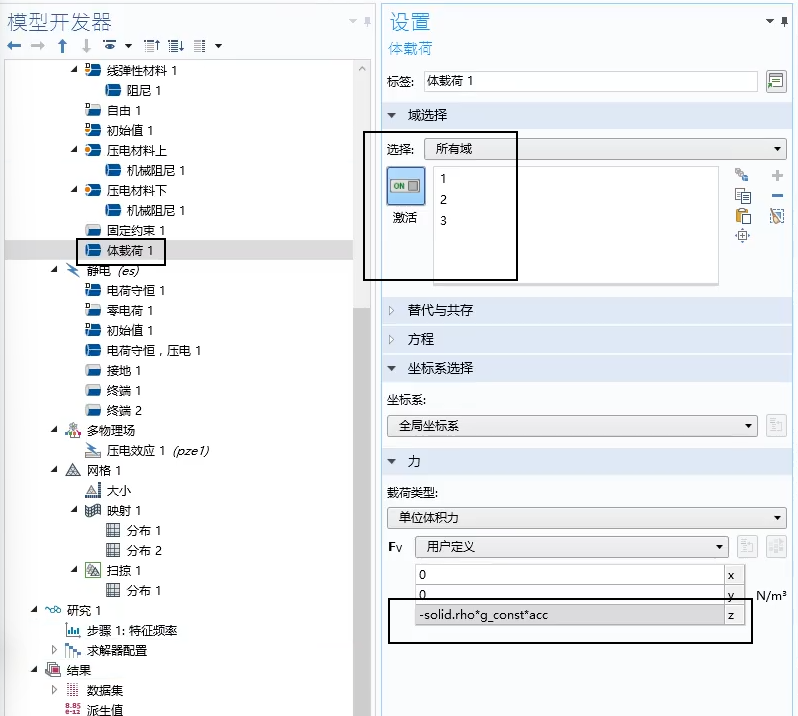 模型开发器
线弹性材料 1
阻尼 1
自由 1
初始值 1
压电材料上
机械阻尼 1
压电材料下
机械阻尼 1
固定约束 1
体载荷 1
静电 (es)
电荷守恒 1
零电荷 1
初始值 1
电荷守恒，压电 1
接地 1
终端 1
终端 2
多物理场
压电效应 1 (pze1)
网格 1
大小
映射 1
分布 1
分布 2
扫掠 1
分布 1
研究 1
步骤 1: 特征频率
求解器配置
结果
数据集
8.85
e-12
派生值
设置
体载荷
标签: 体载荷 1
域选择
选择: 所有域
ON
激活
1
2
3
替代与共存
方程
坐标系选择
坐标系:
全局坐标系
力
载荷类型:
单位体积力
Fv 用户定义
0 x
0 y N/m³
-solid.rho*g_const*acc z